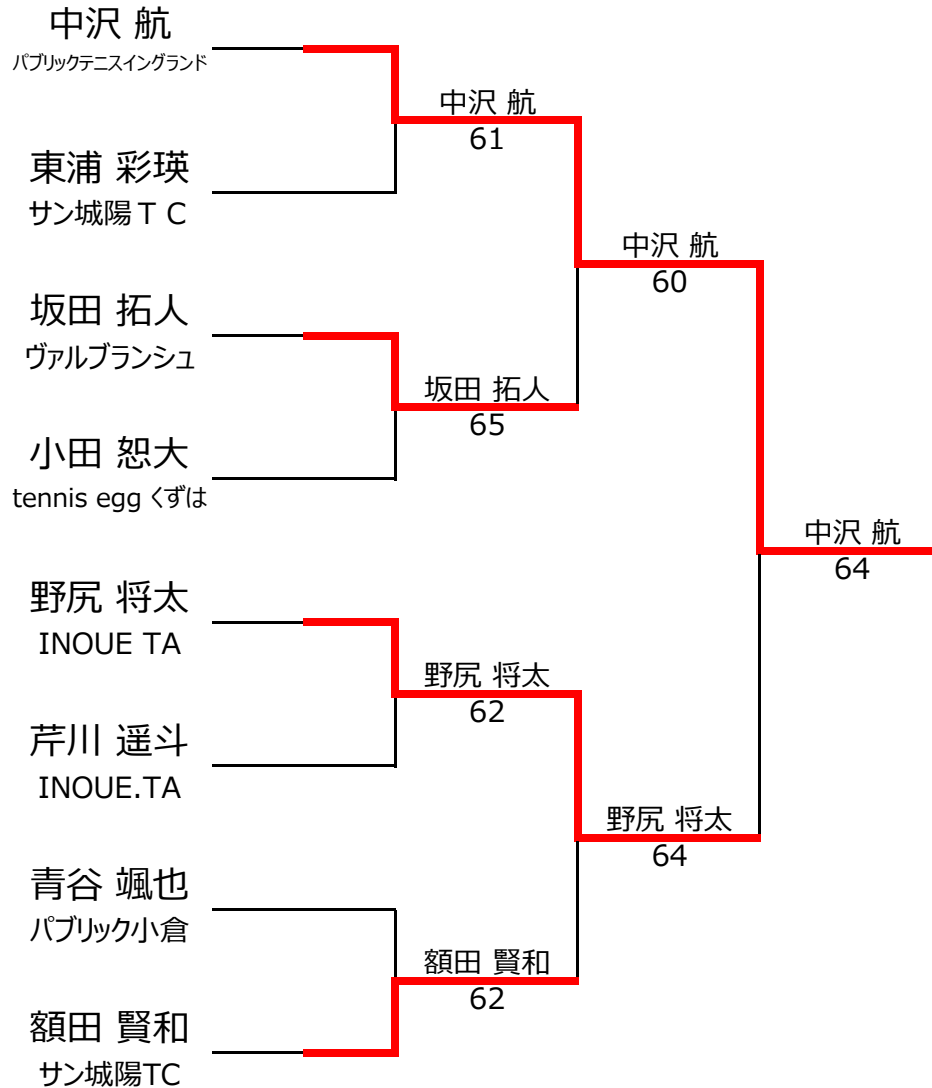 中沢 航
パブリックテニスイングランド
中沢 航
61
東浦 彩瑛
サン城陽ＴＣ
中沢 航
60
坂田 拓人
ヴァルブランシュ
坂田 拓人
65
小田 恕大
tennis egg くずは
中沢 航
64
野尻 将太
INOUE TA
野尻 将太
62
芹川 遥斗
INOUE.TA
野尻 将太
64
青谷 颯也
パブリック小倉
額田 賢和
62
額田 賢和
サン城陽TC